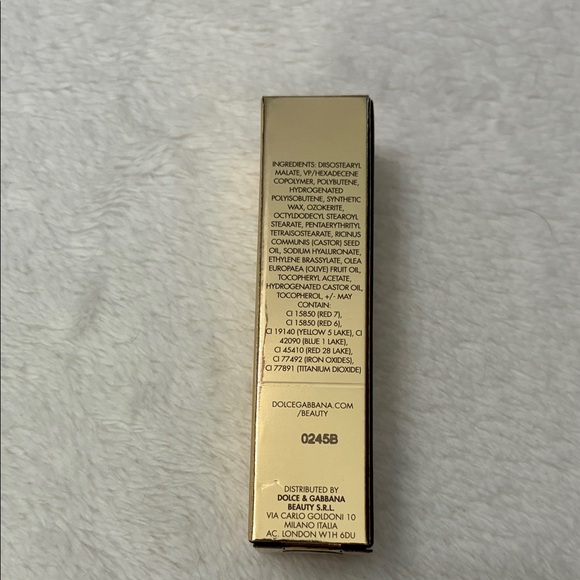 INGREDIENTS: DIISOSTEARYL
MALATE, VP/HEXADECENE
COPOLYMER, POLYBUTENE,
HYDROGENATED
POLYISOBUTENE, SYNTHETIC
WAX, OZOKERITE,
OCTYLDODECYL STEAROYL
STEARATE, PENTAERYTHRITYL
TETRAISOSTEARATE, RICINUS
COMMUNIS (CASTOR) SEED
OIL, SODIUM HYALURONATE,
ETHYLENE BRASSYLATE, OLEA
EUROPAEA (OLIVE) FRUIT OIL,
TOCOPHERYL ACETATE,
HYDROGENATED CASTOR OIL,
TOCOPHEROL, +/- MAY
CONTAIN:
CI 15850 (RED 7),
CI 15850 (RED 6),
CI 19140 (YELLOW 5 LAKE), CI
42090 (BLUE 1 LAKE),
CI 45410 (RED 28 LAKE),
CI 77492 (IRON OXIDES),
CI 77891 (TITANIUM DIOXIDE)
DOLCEGABBANA.COM
/BEAUTY
0245B
DISTRIBUTED BY
DOLCE & GABBANA
BEAUTY S.R.L.
VIA CARLO GOLDONI 10
MILANO ITALIA
AC. LONDON W1H 6DU